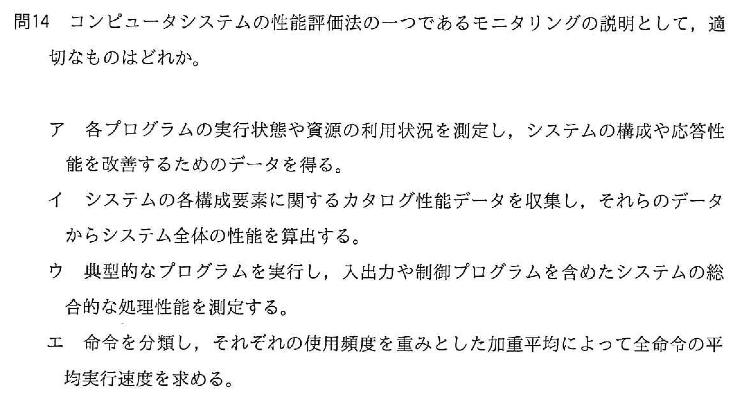 問14 コンピュータシステムの性能評価法の一つであるモニタリングの説明として，適
切なものはどれか。
ア 各プログラムの実行状態や資源の利用状況を測定し，システムの構成や応答性
能を改善するためのデータを得る。
イ システムの各構成要素に関するカタログ性能データを収集し，それらのデータ
からシステム全体の性能を算出する。
ウ 典型的なプログラムを実行し，入出力や制御プログラムを含めたシステムの総
合的な処理性能を測定する。
エ 命令を分類し，それぞれの使用頻度を重みとした加重平均によって全命令の平
均実行速度を求める。